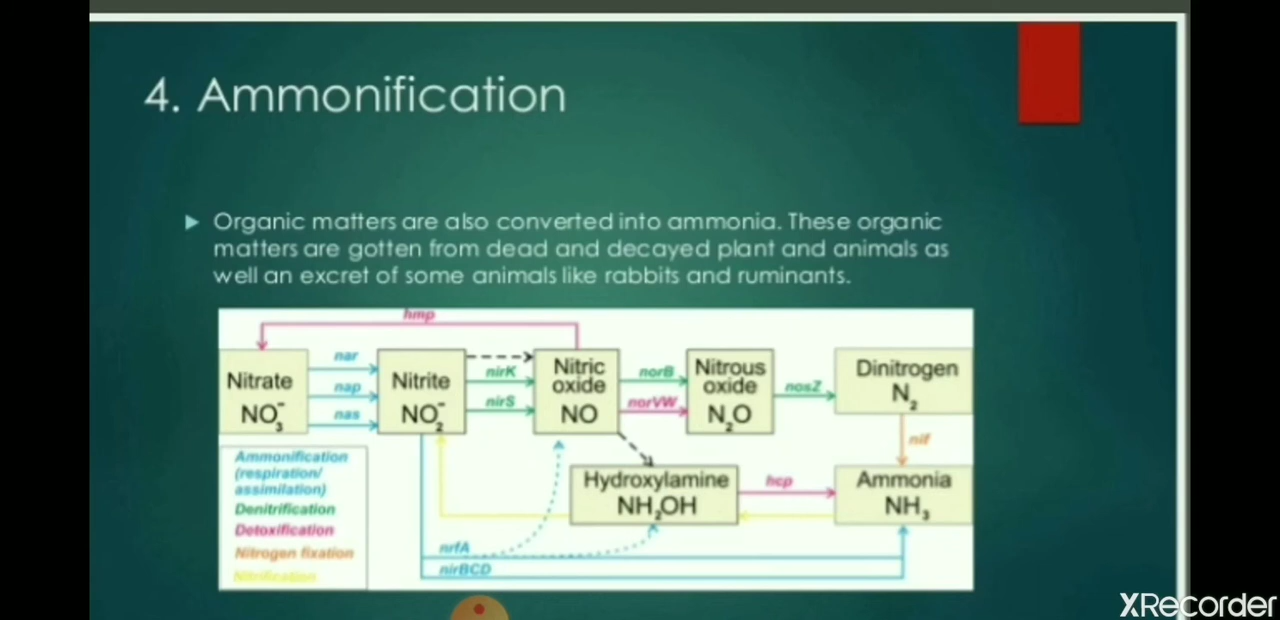 4. Ammonification
Organic matters are also converted into ammonia. These organic
matters are gotten from dead and decayed plant and animals as
well an excret of some animals like rabbits and ruminants.
hmp
Nitrate
NO₃⁻
nar
nap
nas
Nitrite
NO₂⁻
nirK
nirS
Nitric
oxide
NO
norB
norVW
Nitrous
oxide
N₂O
nosZ
Dinitrogen
N₂
nif
Hydroxylamine
NH₂OH
hcp
Ammonia
NH₃
nrfA
nirBCD
Ammonification
(respiration/
assimilation)
Denitrification
Detoxification
Nitrogen fixation
Nitrification
XRecorder